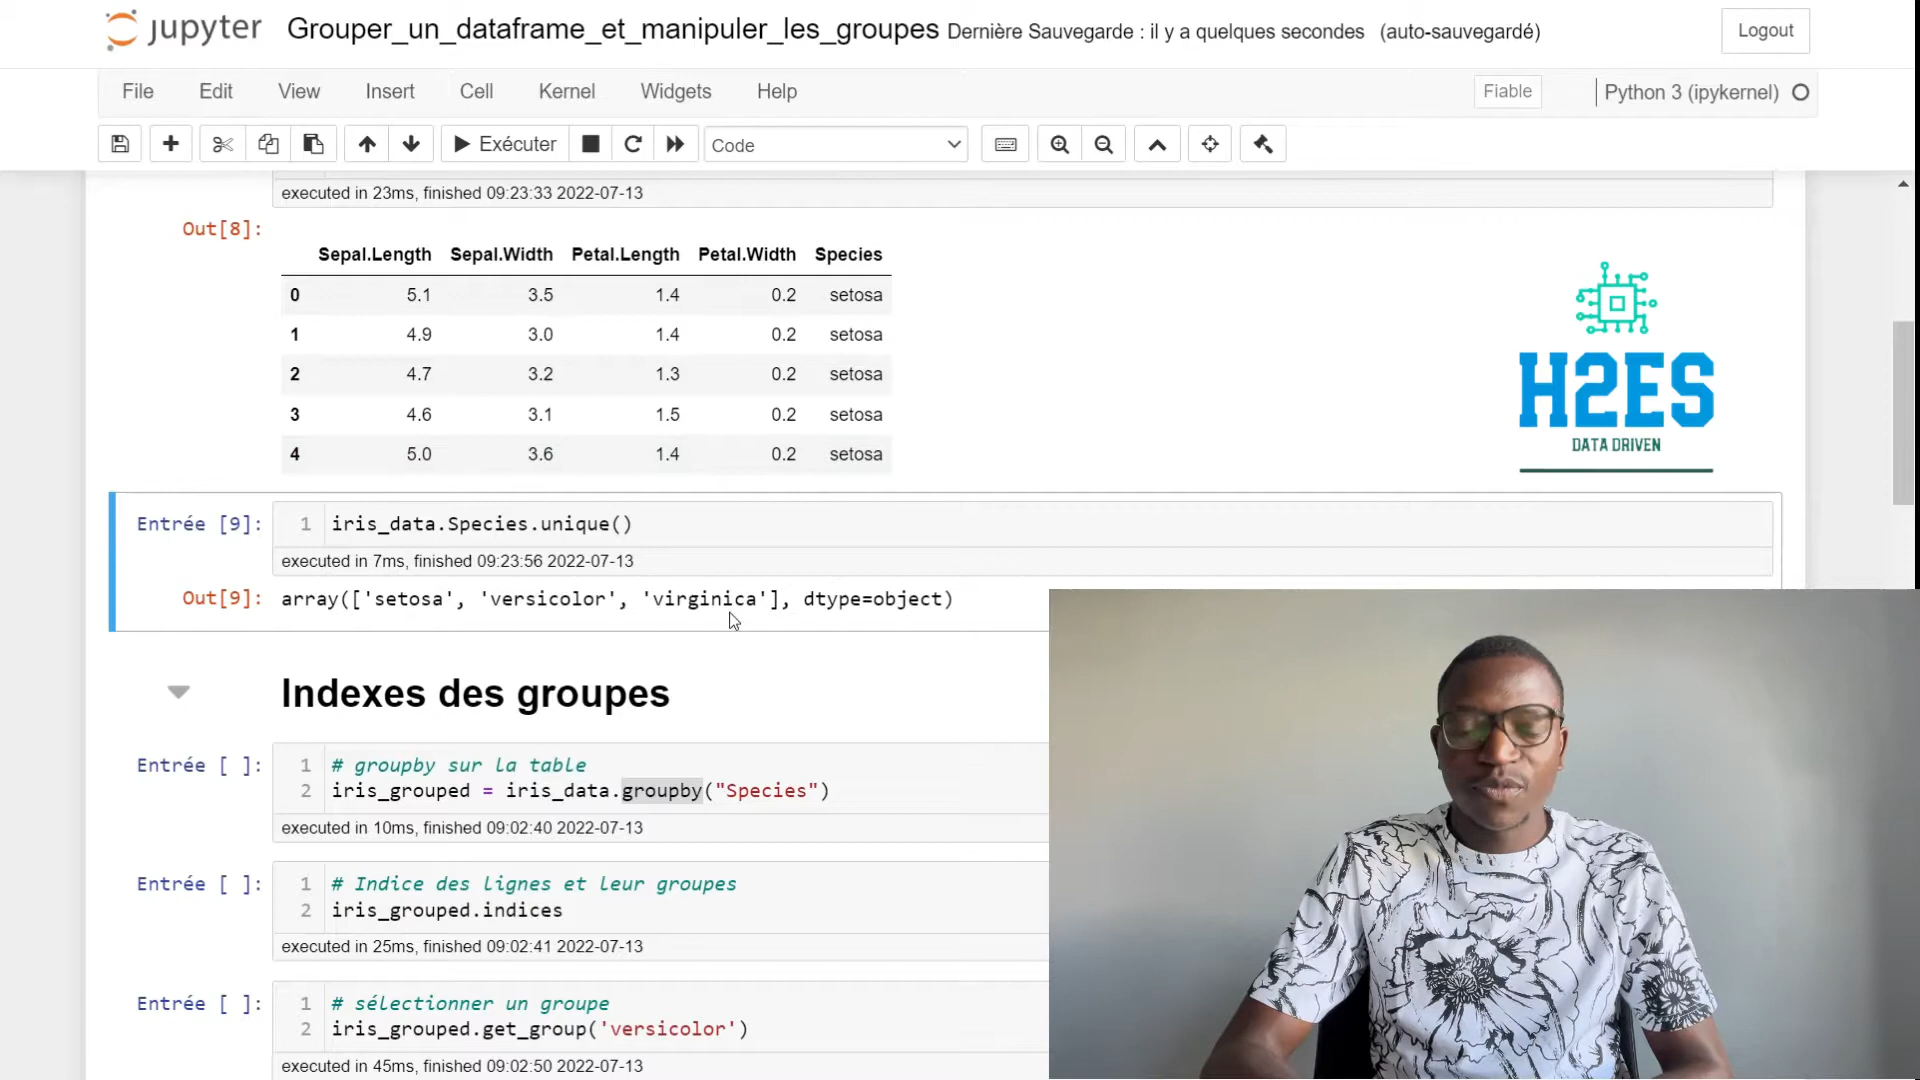 jupyter Grouper_un_dataframe_et_manipuler_les_groupes Dernière Sauvegarde : il y a quelques secondes (auto-sauvegardé) Logout
File Edit View Insert Cell Kernel Widgets Help Fiable Python 3 (ipykernel)
Exécuter Code
executed in 23ms, finished 09:23:33 2022-07-13
Out[8]:
Sepal.Length Sepal.Width Petal.Length Petal.Width Species
0 5.1 3.5 1.4 0.2 setosa
1 4.9 3.0 1.4 0.2 setosa
2 4.7 3.2 1.3 0.2 setosa
3 4.6 3.1 1.5 0.2 setosa
4 5.0 3.6 1.4 0.2 setosa
H2ES
DATA DRIVEN
Entrée [9]: 1 iris_data.Species.unique()
executed in 7ms, finished 09:23:56 2022-07-13
Out[9]: array(['setosa', 'versicolor', 'virginica'], dtype=object)
Indexes des groupes
Entrée [ ]: 1 # groupby sur la table
2 iris_grouped = iris_data.groupby("Species")
executed in 10ms, finished 09:02:40 2022-07-13
Entrée [ ]: 1 # Indice des lignes et leur groupes
2 iris_grouped.indices
executed in 25ms, finished 09:02:41 2022-07-13
Entrée [ ]: 1 # sélectionner un groupe
2 iris_grouped.get_group('versicolor')
executed in 45ms, finished 09:02:50 2022-07-13